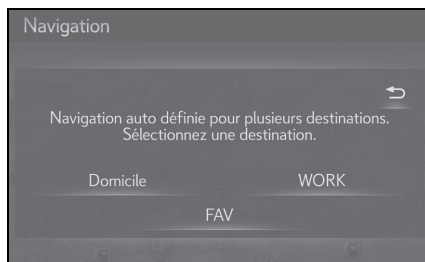 Navigation
Navigation auto définie pour plusieurs destinations.
Sélectionnez une destination.
Domicile
WORK
FAV